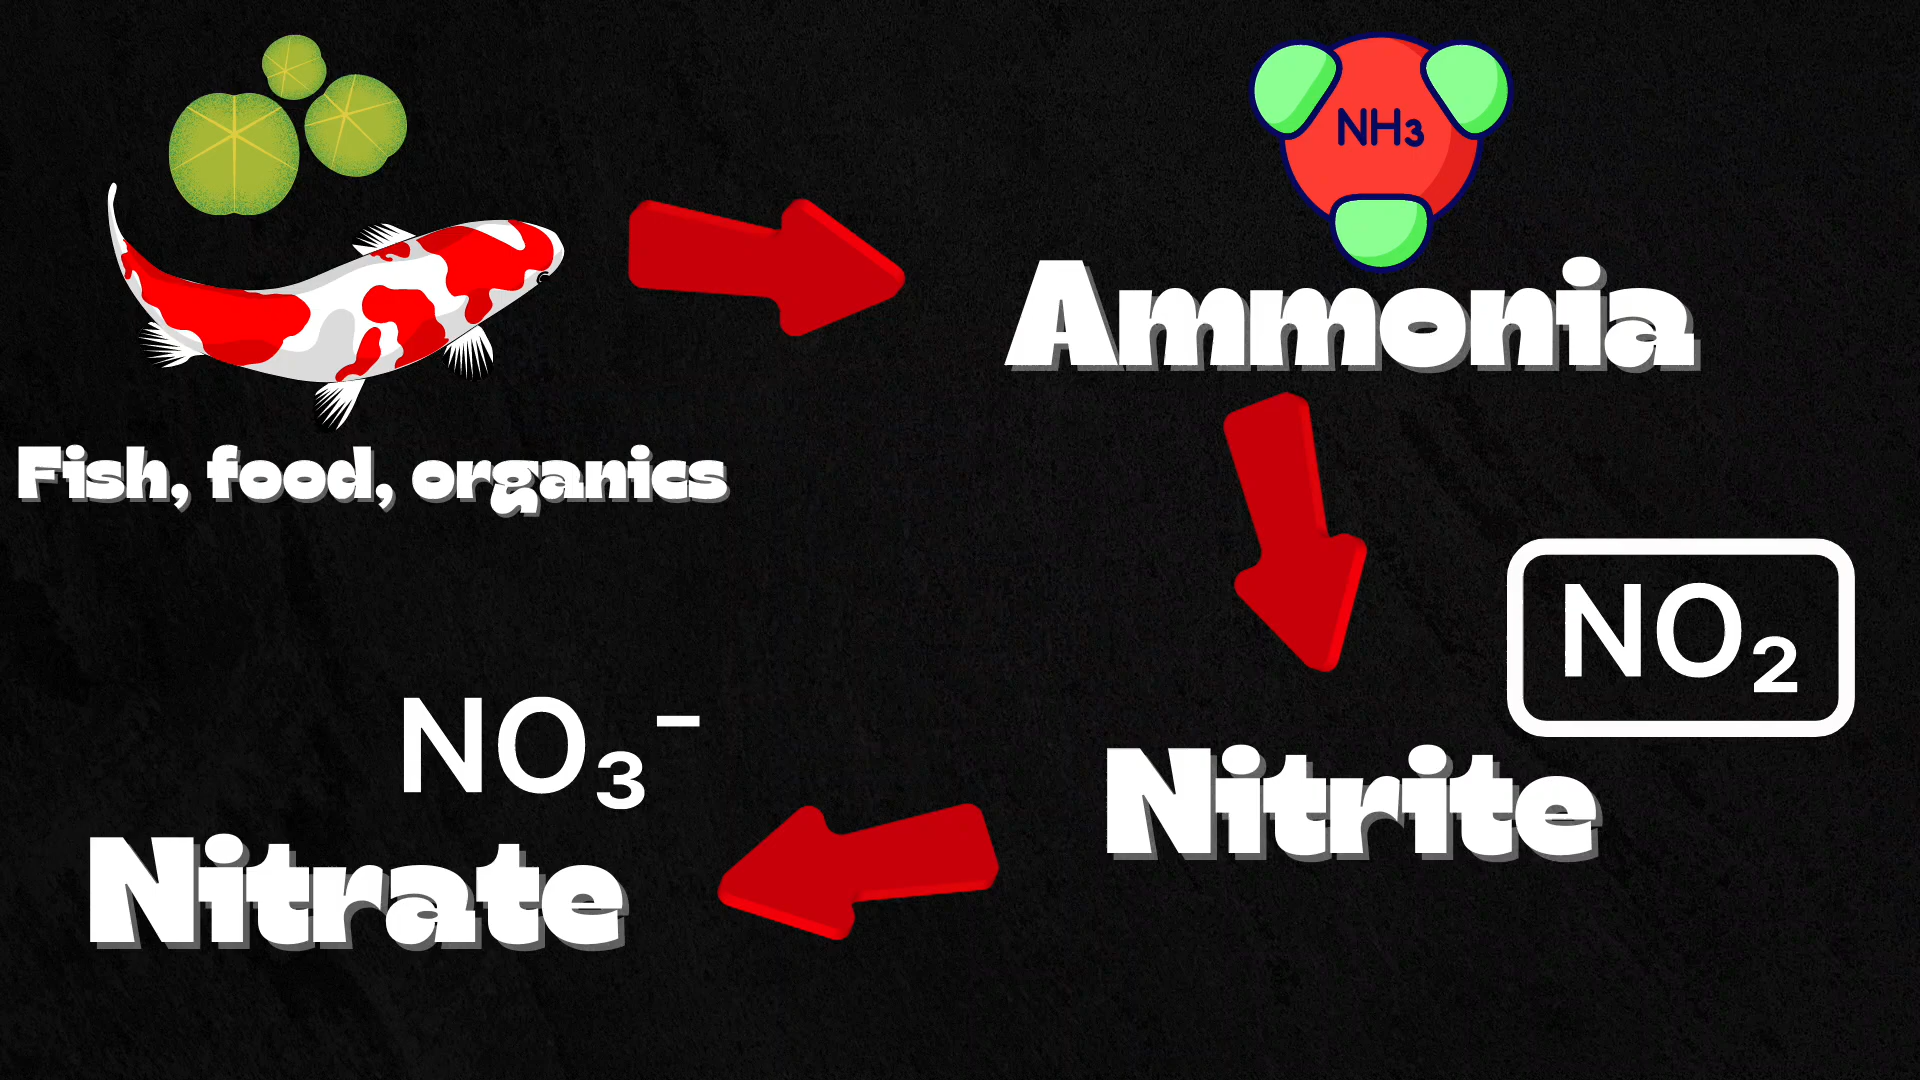 NH₃
Ammonia
Fish, food, organics
NO₂
Nitrite
NO₃⁻
Nitrate